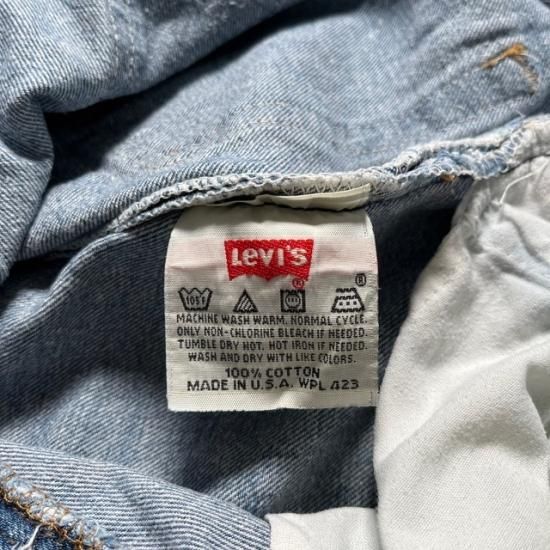 Levi's®
105F ®
MACHINE WASH WARM. NORMAL CYCLE.
ONLY NON-CHLORINE BLEACH IF NEEDED.
TUMBLE DRY HOT. HOT IRON IF NEEDED.
WASH AND DRY WITH LIKE COLORS.
100% COTTON
MADE IN U.S.A. WPL 423